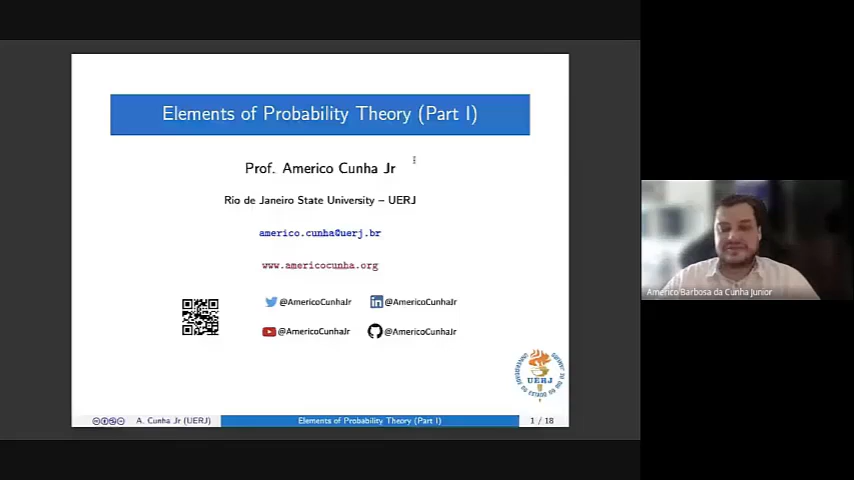 Elements of Probability Theory (Part I)
Prof. Americo Cunha Jr
Rio de Janeiro State University – UERJ
americo.cunha@uerj.br
www.americocunha.org
@AmericoCunhaJr @AmericoCunhaJr
@AmericoCunhaJr @AmericoCunhaJr
UERJ
A. Cunha Jr (UERJ) Elements of Probability Theory (Part I) 1 / 18
Americo Barbosa da Cunha Junior